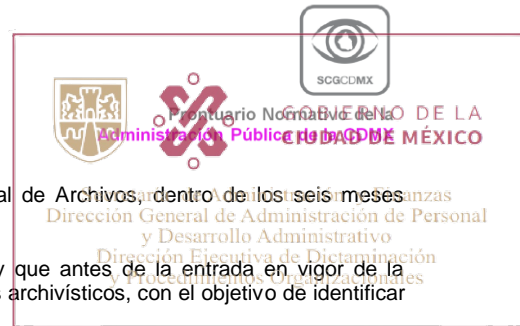 SCGCDMX
Prontuario Normativo de la
Administración Pública de la CDMX
GOBIERNO DE LA
CIUDAD DE MÉXICO
al de Archivos, dentro de los seis meses
Secretaría de Administración y Finanzas
Dirección General de Administración de Personal
y Desarrollo Administrativo
Dirección Ejecutiva de Dictaminación
y que antes de la entrada en vigor de la
y Procedimientos Organizacionales
s archivísticos, con el objetivo de identificar